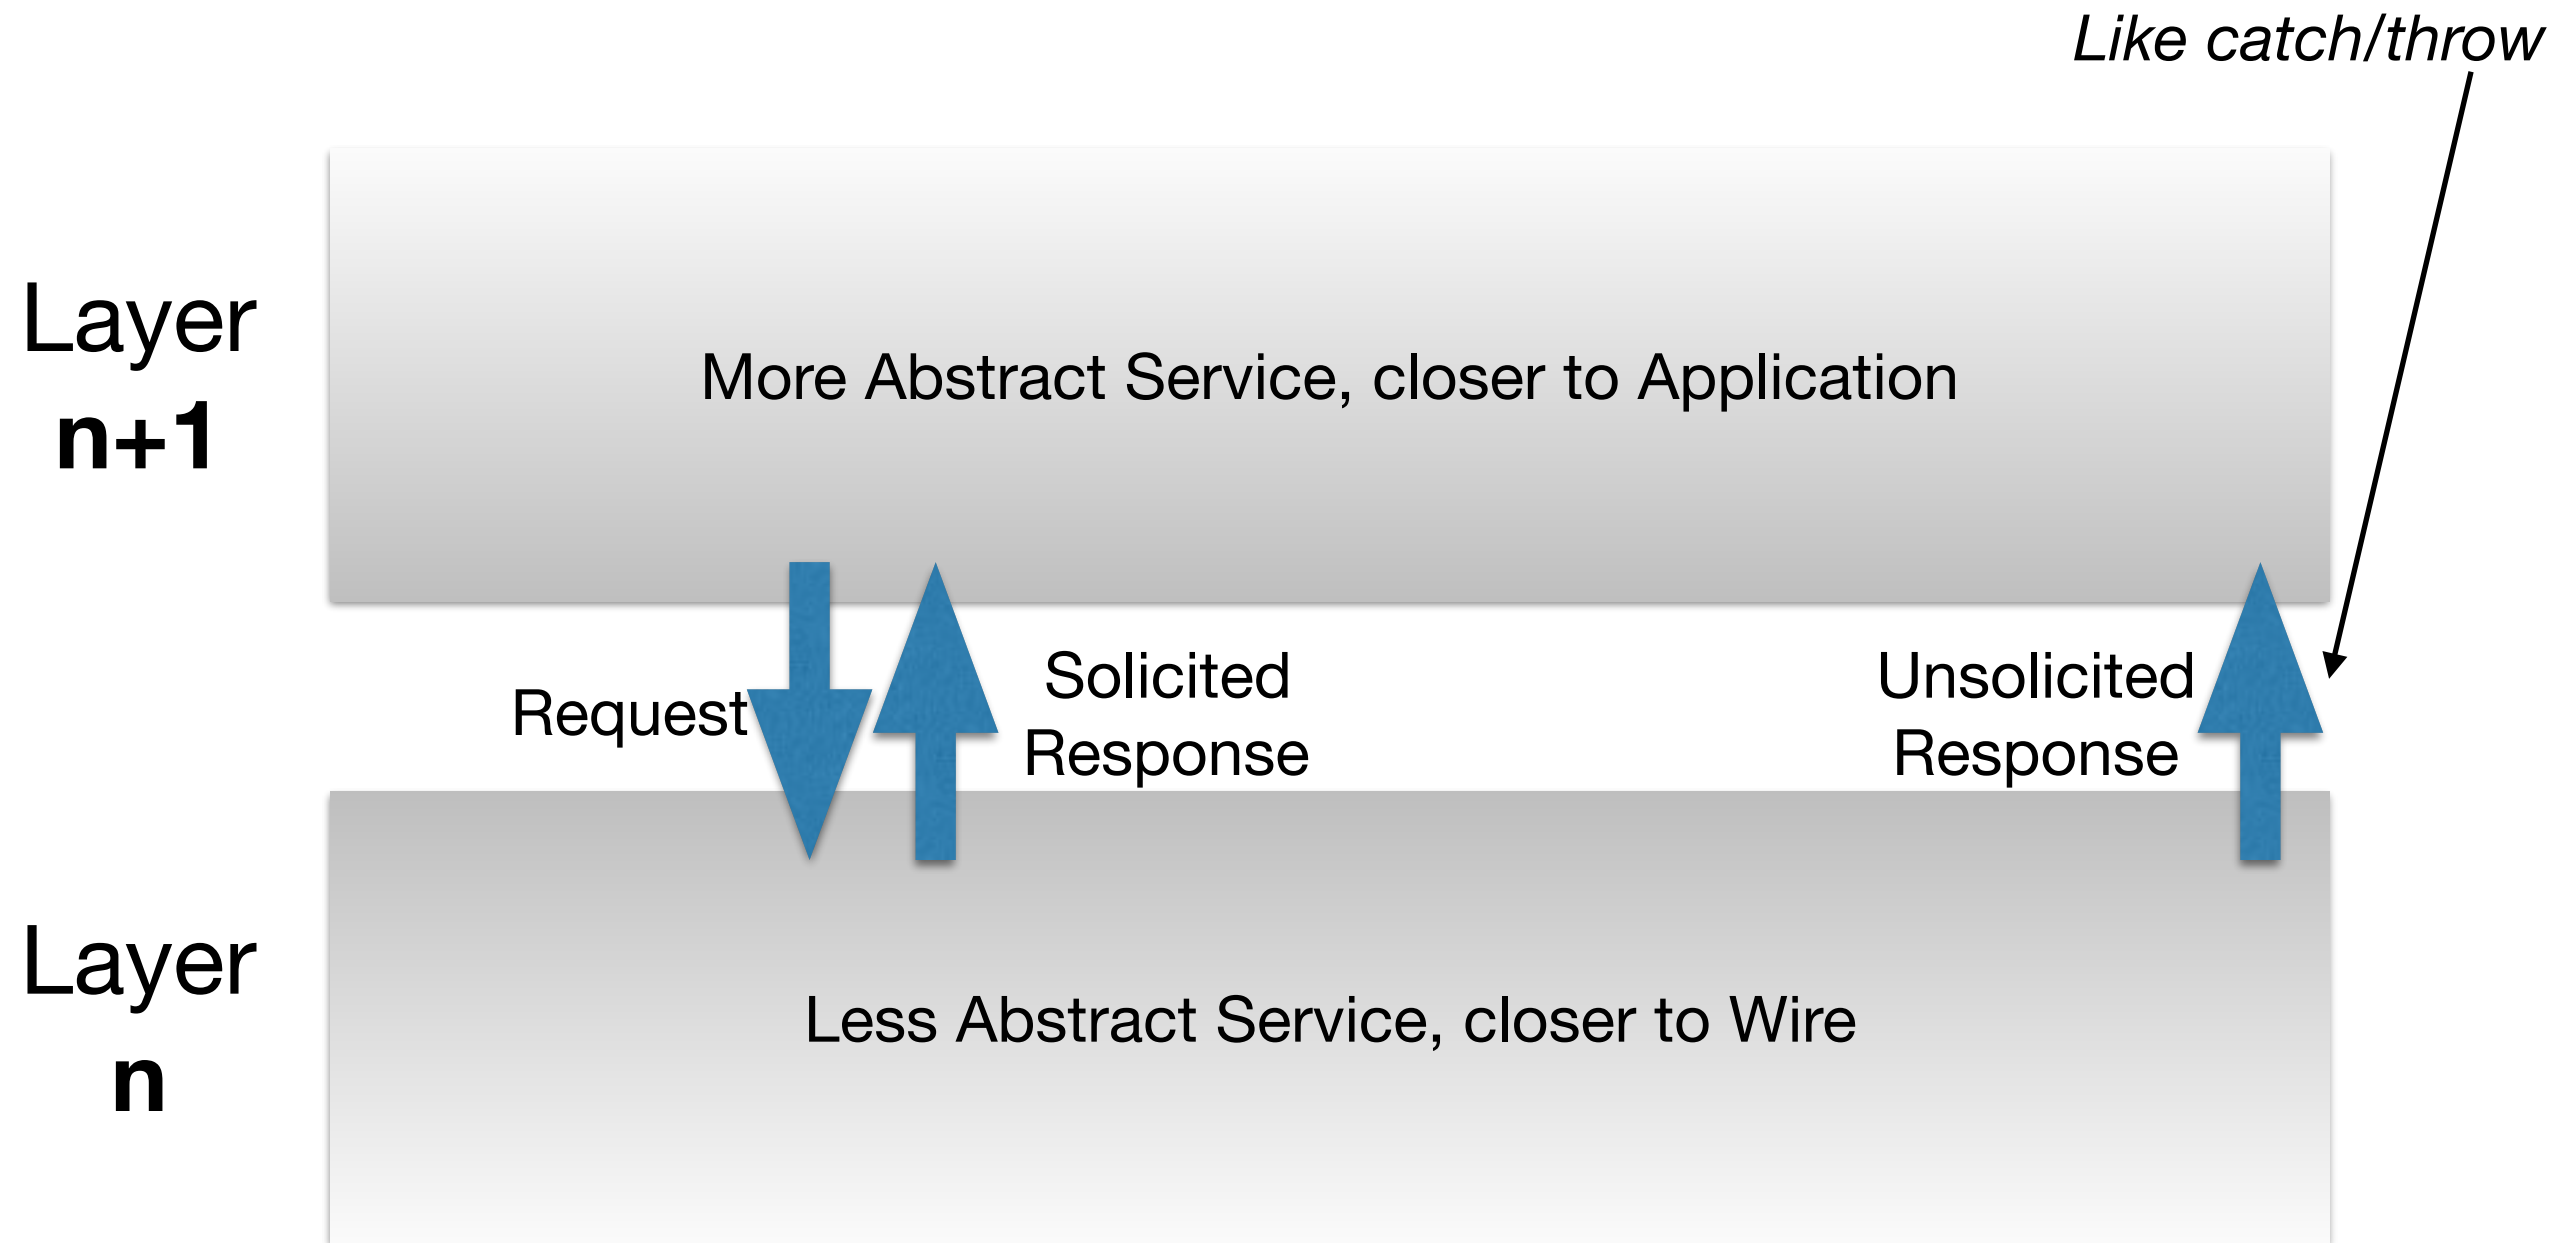 Like catch/throw
Layer
n+1
More Abstract Service, closer to Application
Request
Solicited
Response
Unsolicited
Response
Layer
n
Less Abstract Service, closer to Wire